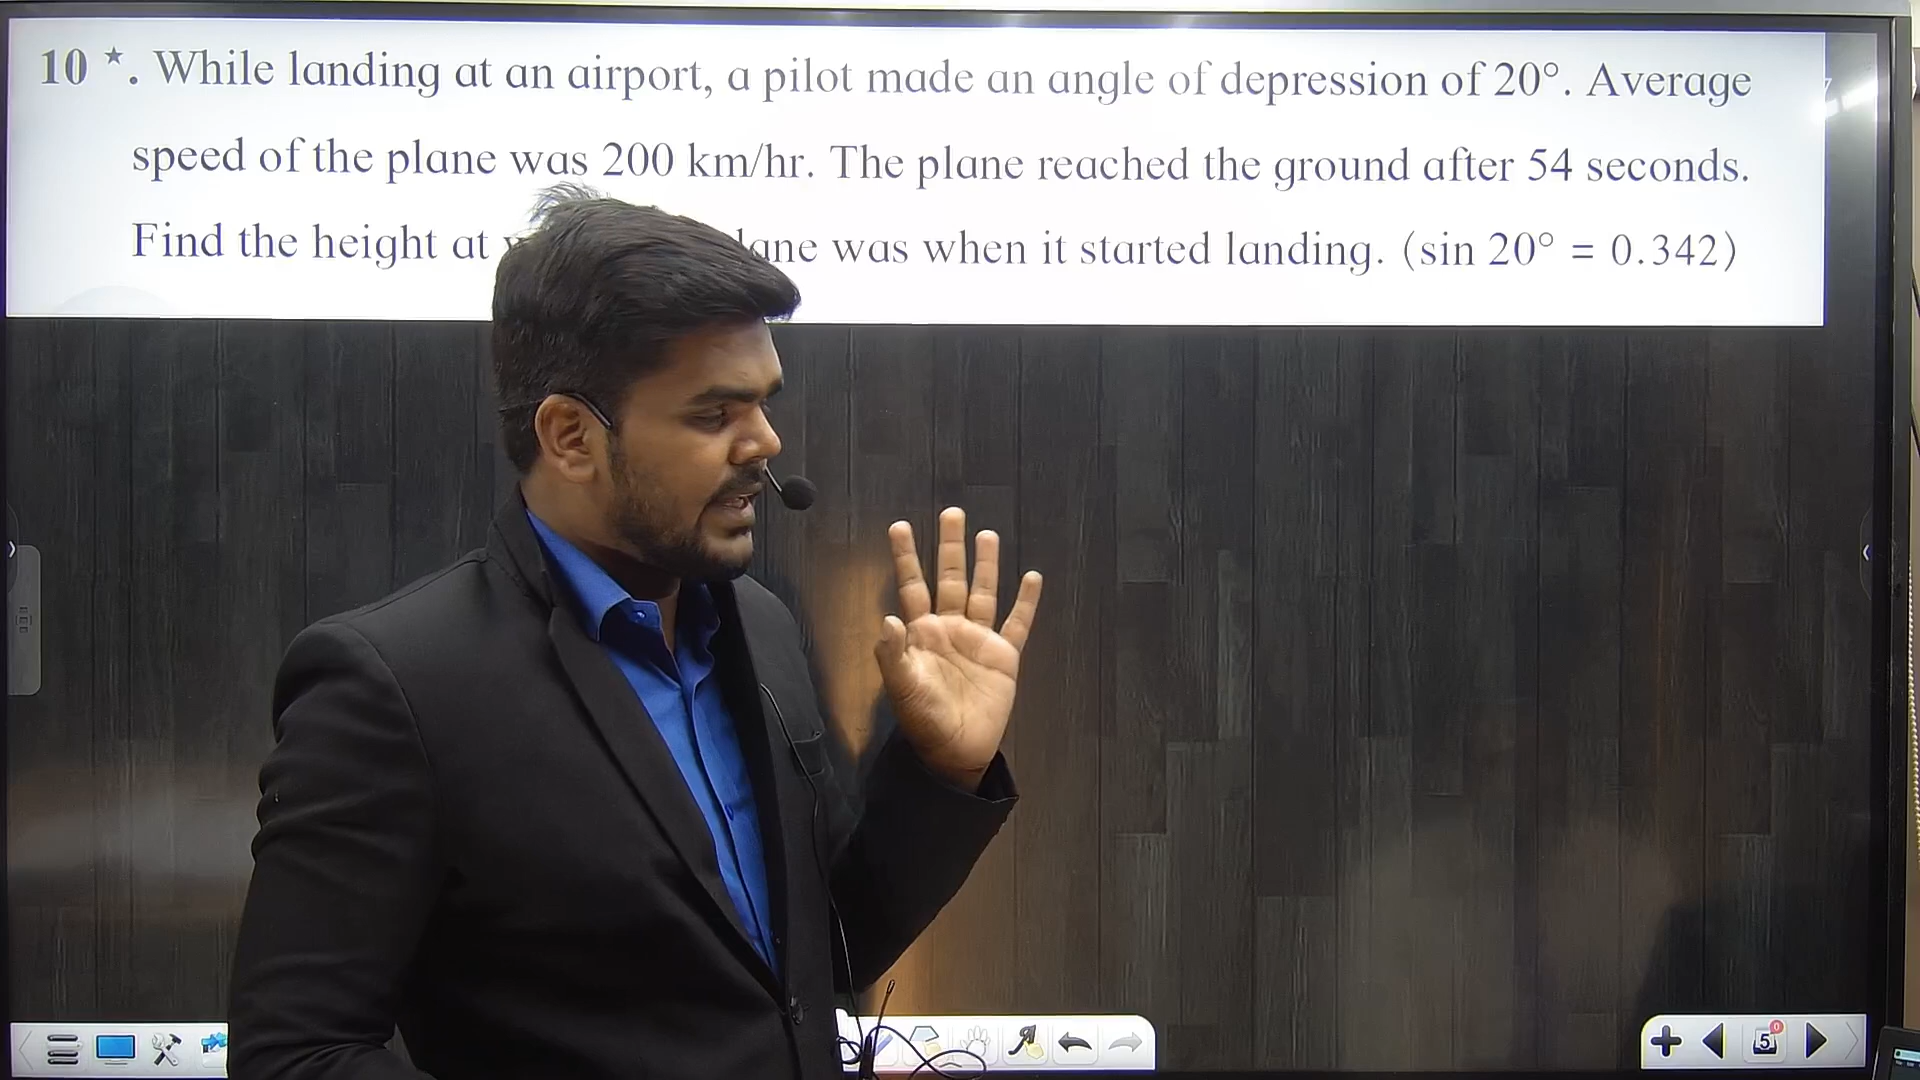 10 *. While landing at an airport, a pilot made an angle of depression of 20°. Average
speed of the plane was 200 km/hr. The plane reached the ground after 54 seconds.
Find the height at lane was when it started landing. (sin 20° = 0.342)
5
0